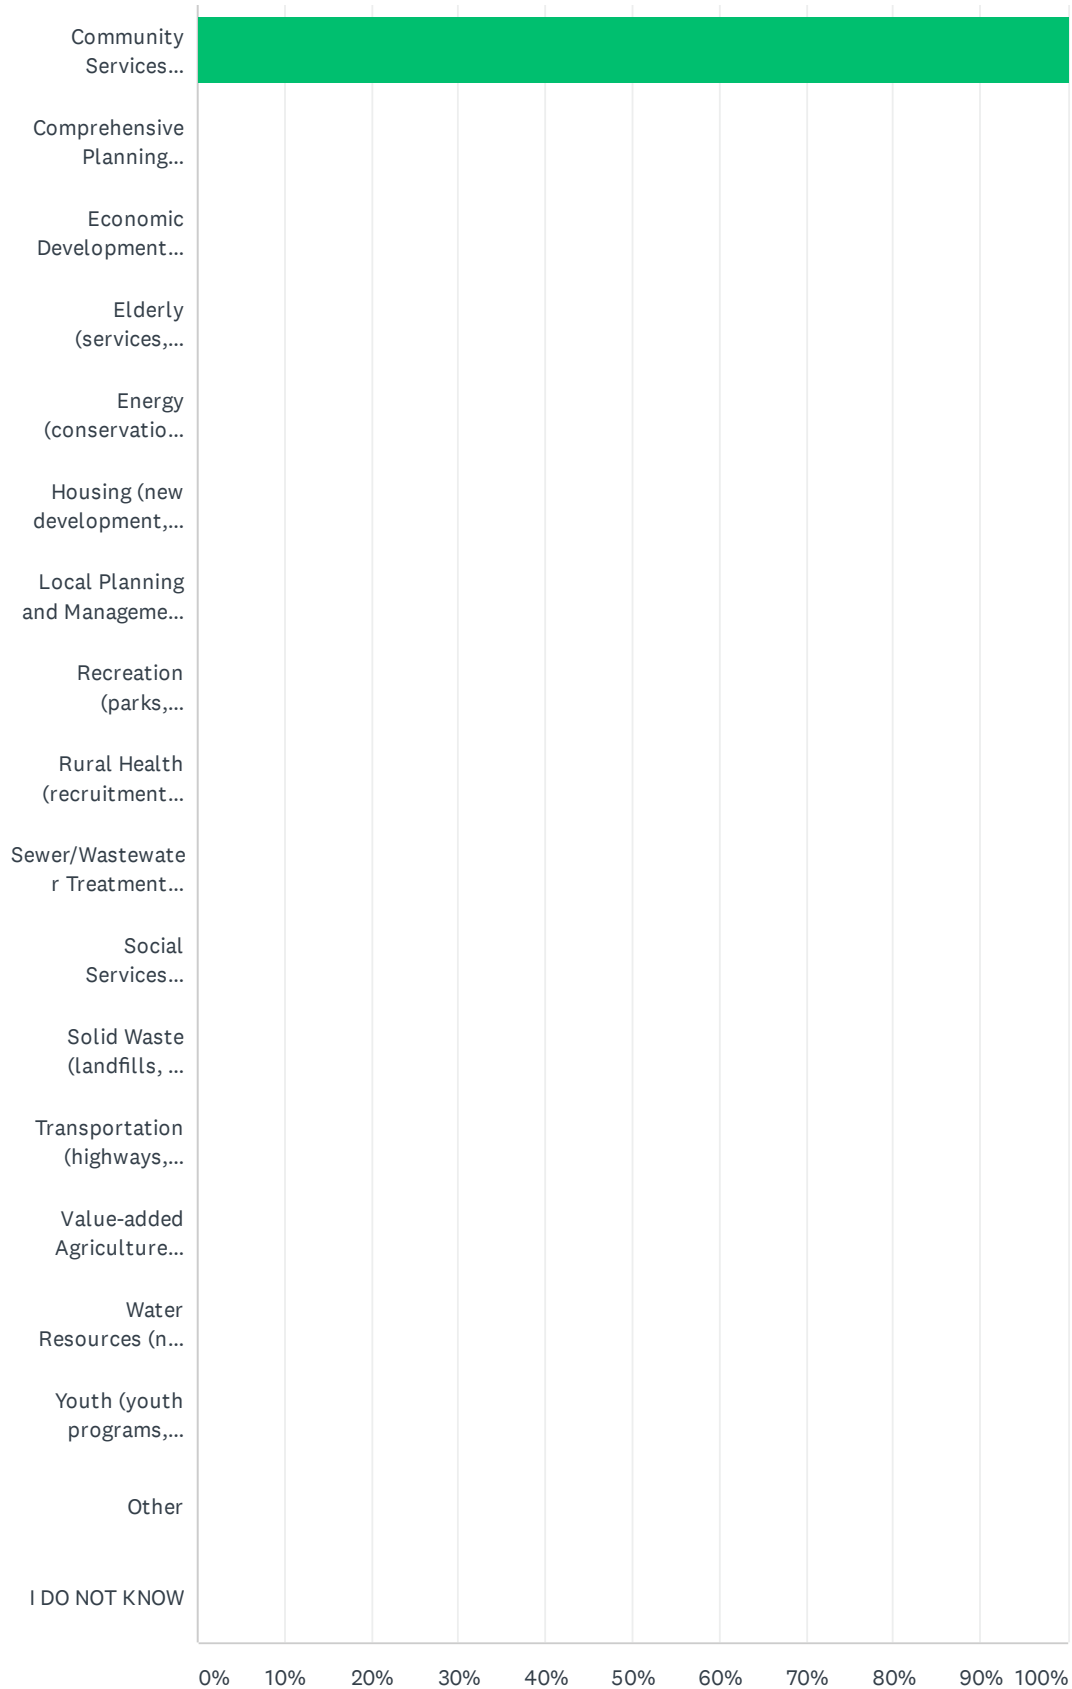 Community
Services...
Comprehensive
Planning...
Economic
Development...
Elderly
(services,...
Energy
(conservatio...
Housing (new
development,...
Local Planning
and Manageme...
Recreation
(parks,...
Rural Health
(recruitment...
Sewer/Wastewate
r Treatment...
Social
Services...
Solid Waste
(landfills, ...
Transportation
(highways,...
Value-added
Agriculture...
Water
Resources (n...
Youth (youth
programs,...
Other
I DO NOT KNOW
0% 10% 20% 30% 40% 50% 60% 70% 80% 90% 100%